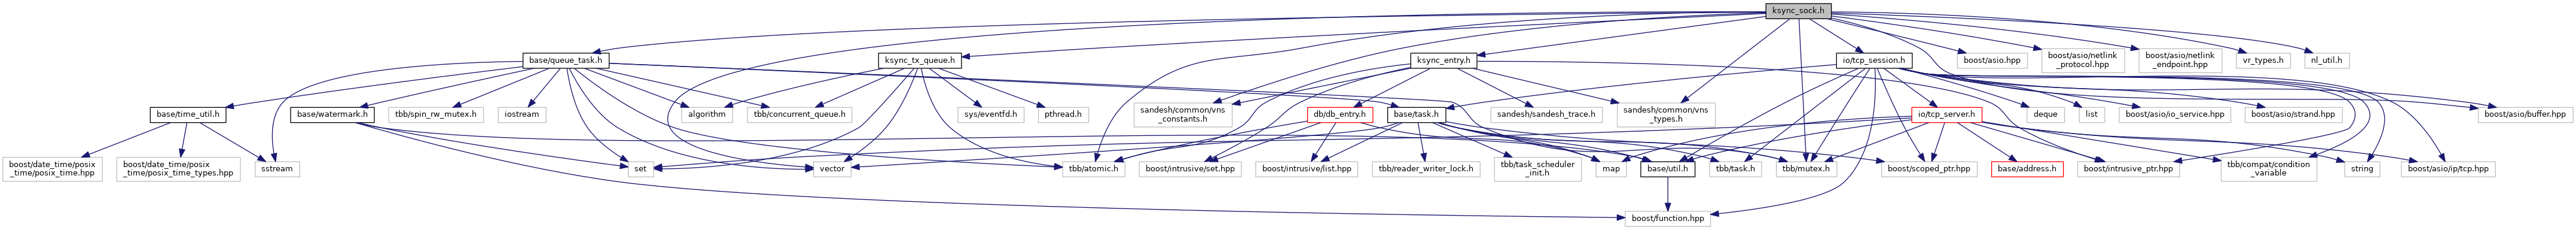 ksync_sock.h
base/queue_task.h
ksync_tx_queue.h
ksync_entry.h
io/tcp_session.h
boost/asio.hpp
boost/asio/netlink
_protocol.hpp
boost/asio/netlink
_endpoint.hpp
vr_types.h
nl_util.h
base/time_util.h
base/watermark.h
tbb/spin_rw_mutex.h
iostream
algorithm
tbb/concurrent_queue.h
sys/eventfd.h
pthread.h
sandesh/common/vns
_constants.h
db/db_entry.h
base/task.h
sandesh/sandesh_trace.h
sandesh/common/vns
_types.h
io/tcp_server.h
deque
list
boost/asio/io_service.hpp
boost/asio/strand.hpp
boost/asio/buffer.hpp
boost/date_time/posix
_time/posix_time.hpp
boost/date_time/posix
_time/posix_time_types.hpp
sstream
set
vector
tbb/atomic.h
boost/intrusive/set.hpp
boost/intrusive/list.hpp
tbb/reader_writer_lock.h
tbb/task_scheduler
_init.h
map
base/util.h
tbb/task.h
tbb/mutex.h
boost/scoped_ptr.hpp
base/address.h
boost/intrusive_ptr.hpp
tbb/compat/condition
_variable
string
boost/asio/ip/tcp.hpp
boost/function.hpp